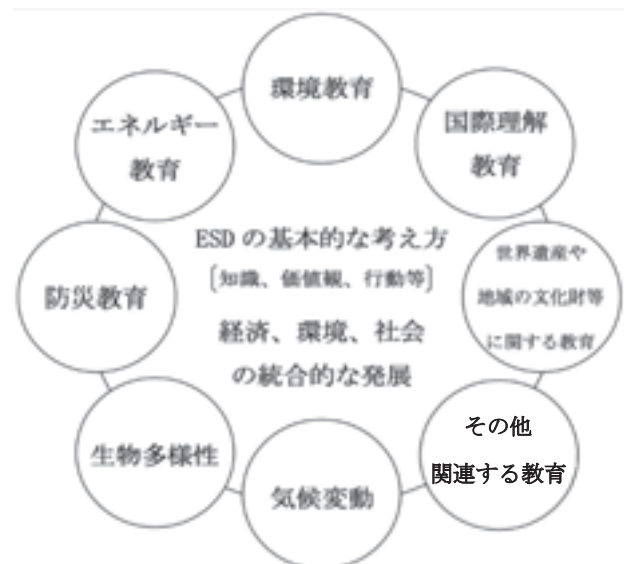 環境教育
国際理解
教育
世界遺産や
地域の文化財等
に関する教育
その他
関連する教育
気候変動
生物多様性
防災教育
エネルギー
教育
ESDの基本的な考え方
[知識、価値観、行動等]
経済、環境、社会
の統合的な発展